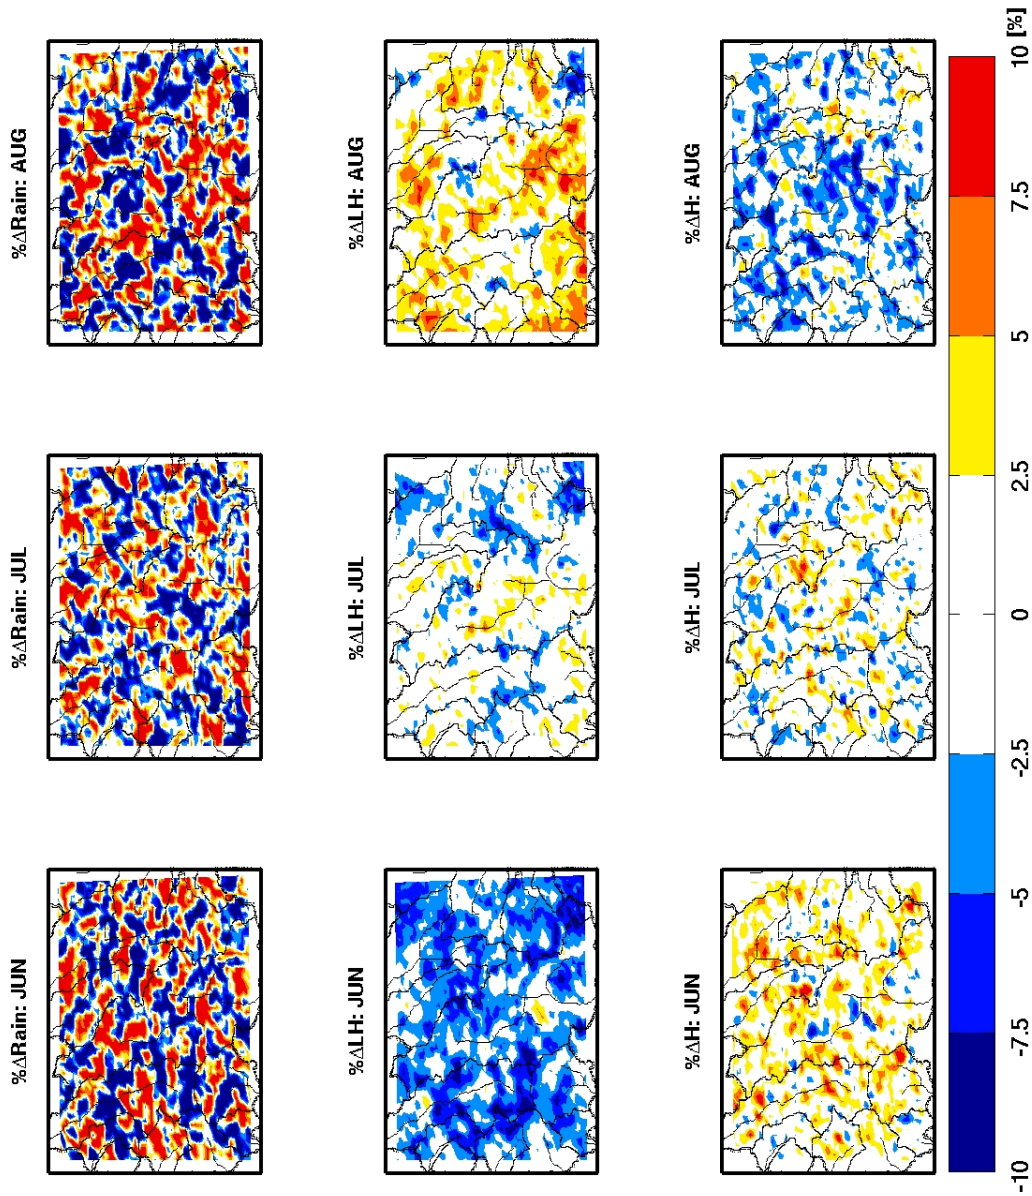 %ΔRain: JUN
%ΔRain: JUL
%ΔRain: AUG
%ΔLH: JUN
%ΔLH: JUL
%ΔLH: AUG
%ΔH: JUN
%ΔH: JUL
%ΔH: AUG
-10 -7.5 -5 -2.5 0 2.5 5 7.5 10 [%]